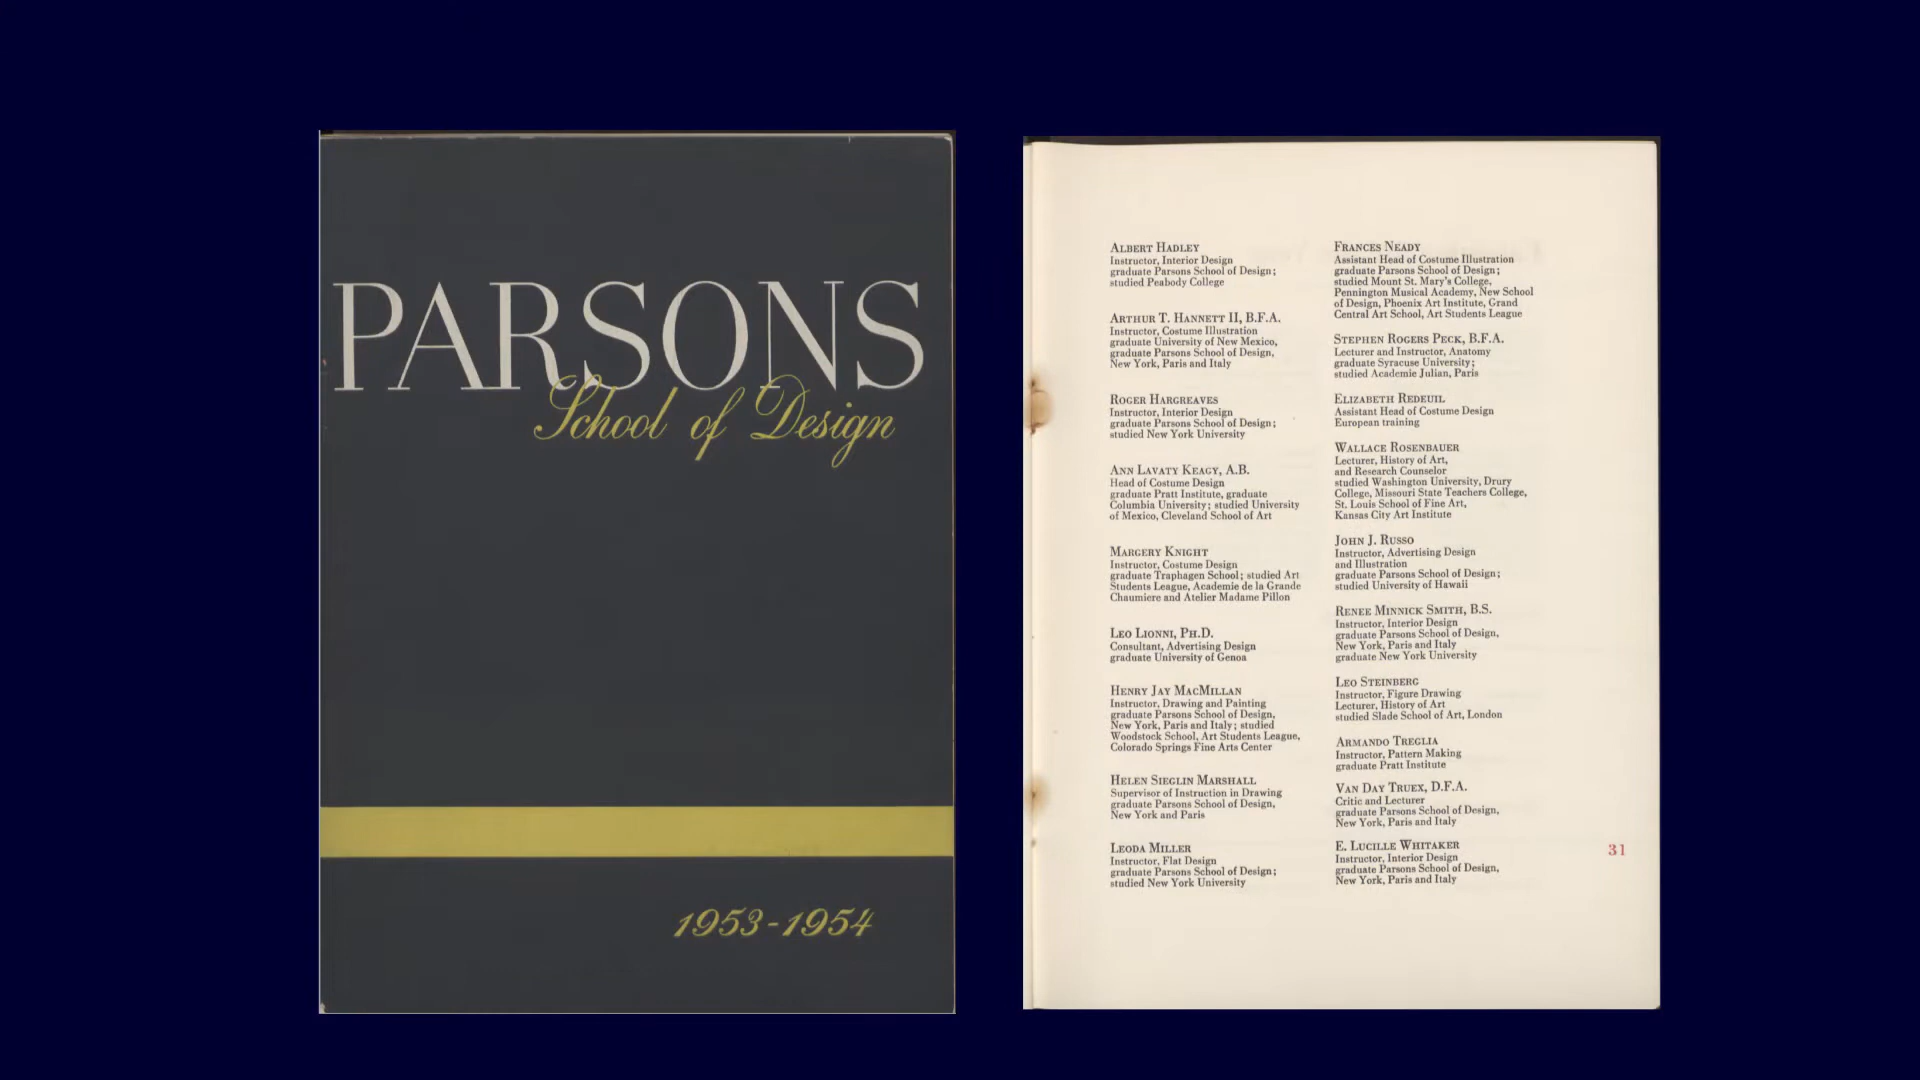 PARSONS
School of Design
1953-1954
ALBERT HADLEY
Instructor, Interior Design
graduate Parsons School of Design;
studied Peabody College
ARTHUR T. HANNETT II, B.F.A.
Instructor, Costume Illustration
graduate University of New Mexico,
graduate Parsons School of Design,
New York, Paris and Italy
ROGER HARGREAVES
Instructor, Interior Design
graduate Parsons School of Design;
studied New York University
ANN LAVATY KEAGY, A.B.
Head of Costume Design
graduate Pratt Institute, graduate
Columbia University; studied University
of Mexico, Cleveland School of Art
MARGERY KNIGHT
Instructor, Costume Design
graduate Traphagen School; studied Art
Students League, Academie de la Grande
Chaumiere and Atelier Madame Pillon
LEO LIONNI, PH.D.
Consultant, Advertising Design
graduate University of Genoa
HENRY JAY MACMILLAN
Instructor, Drawing and Painting
graduate Parsons School of Design,
New York, Paris and Italy; studied
Woodstock School, Art Students League,
Colorado Springs Fine Arts Center
HELEN SIEGLIN MARSHALL
Supervisor of Instruction in Drawing
graduate Parsons School of Design,
New York and Paris
LEODA MILLER
Instructor, Flat Design
graduate Parsons School of Design;
studied New York University
FRANCES NEADY
Assistant Head of Costume Illustration
graduate Parsons School of Design;
studied Mount St. Mary's College,
Pennington Musical Academy, New School
of Design, Phoenix Art Institute, Grand
Central Art School, Art Students League
STEPHEN ROGERS PECK, B.F.A.
Lecturer and Instructor, Anatomy
graduate Syracuse University;
studied Academie Julian, Paris
ELIZABETH REDEUIL
Assistant Head of Costume Design
European training
WALLACE ROSENBAUER
Lecturer, History of Art,
and Research Counselor
studied Washington University, Drury
College, Missouri State Teachers College,
St. Louis School of Fine Art,
Kansas City Art Institute
JOHN J. RUSSO
Instructor, Advertising Design
and Illustration
graduate Parsons School of Design;
studied University of Hawaii
RENEE MINNICK SMITH, B.S.
Instructor, Interior Design
graduate Parsons School of Design,
New York, Paris and Italy
graduate New York University
LEO STEINBERG
Instructor, Figure Drawing
Lecturer, History of Art
studied Slade School of Art, London
ARMANDO TREGLIA
Instructor, Pattern Making
graduate Pratt Institute
VAN DAY TRUEX, D.F.A.
Critic and Lecturer
graduate Parsons School of Design,
New York, Paris and Italy
E. LUCILLE WHITAKER
Instructor, Interior Design
graduate Parsons School of Design,
New York, Paris and Italy
31